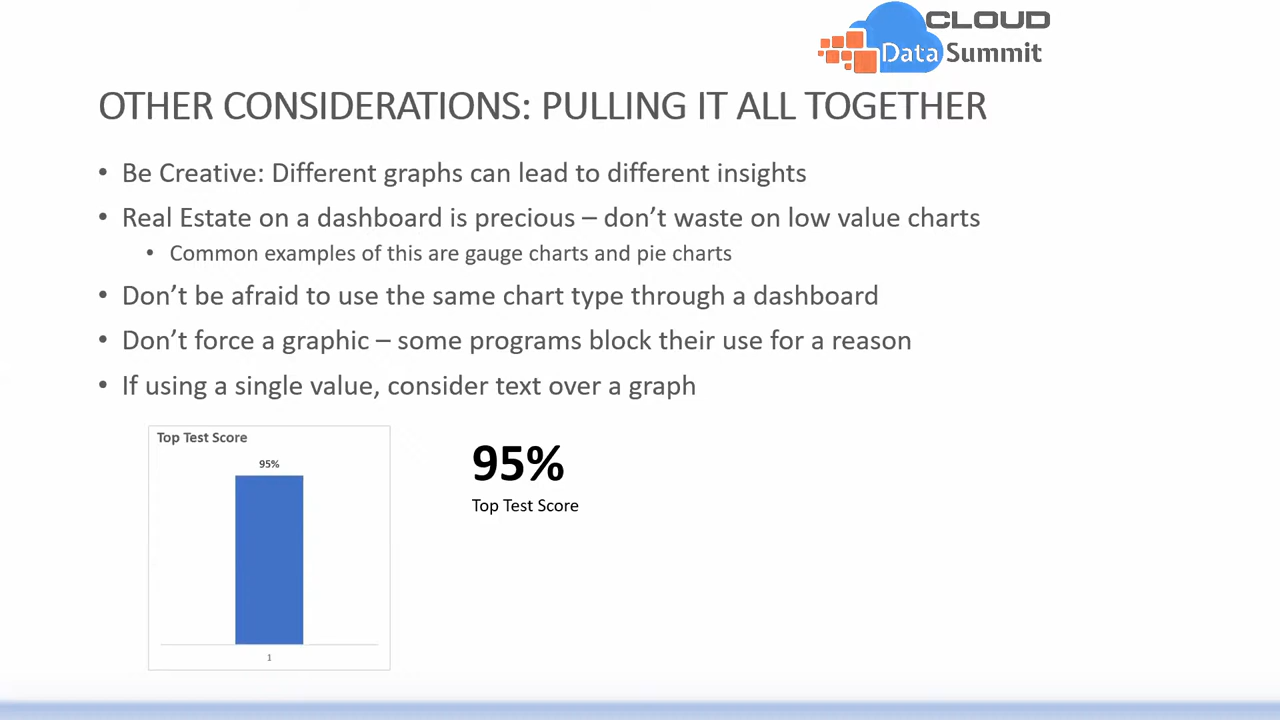 CLOUD
Data Summit
OTHER CONSIDERATIONS: PULLING IT ALL TOGETHER
• Be Creative: Different graphs can lead to different insights
• Real Estate on a dashboard is precious – don’t waste on low value charts
• Common examples of this are gauge charts and pie charts
• Don’t be afraid to use the same chart type through a dashboard
• Don’t force a graphic – some programs block their use for a reason
• If using a single value, consider text over a graph
Top Test Score
95%
1
95%
Top Test Score